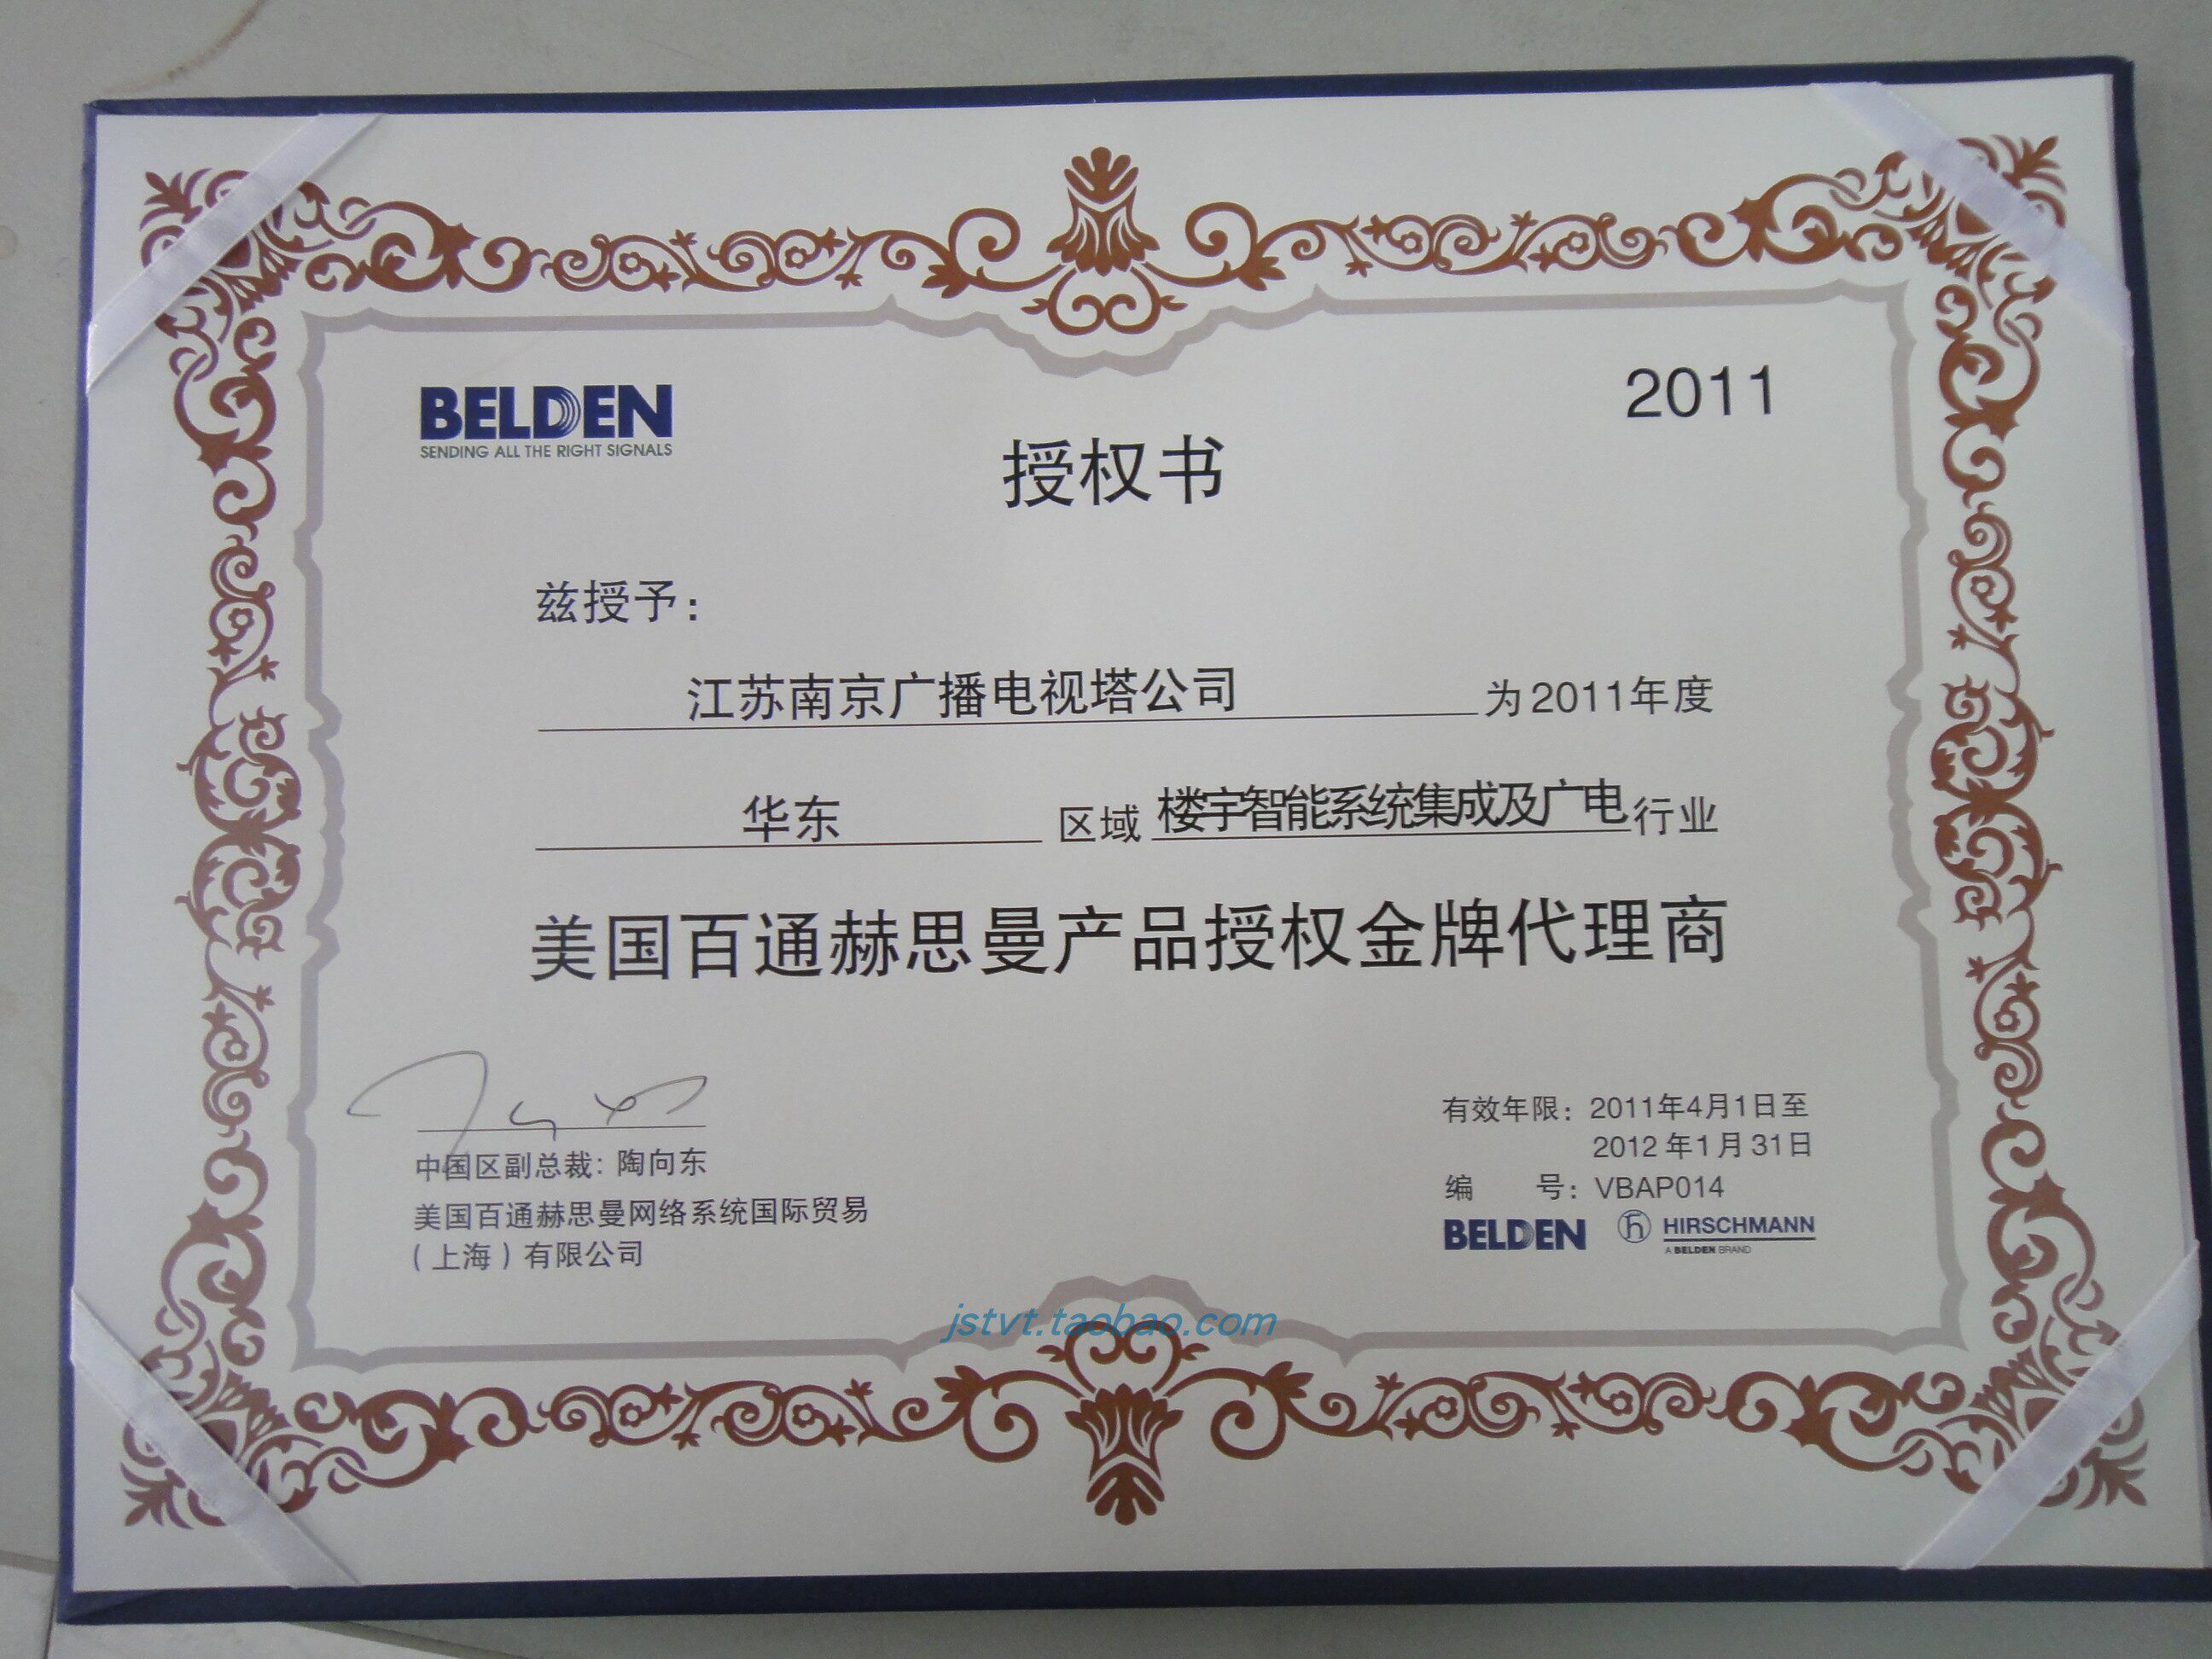 BELDEN
SENDING ALL THE RIGHT SIGNALS
2011
授权书
兹授予：
江苏南京广播电视塔公司 为2011年度
华东 区域 楼宇智能系统集成及广电 行业
美国百通赫思曼产品授权金牌代理商
中国区副总裁：陶向东
美国百通赫思曼网络系统国际贸易
（上海）有限公司
有效年限：2011年4月1日至
2012年1月31日
编 号：VBAP014
BELDEN HIRSCHMANN
A BELDEN BRAND
jstvt.taobao.com